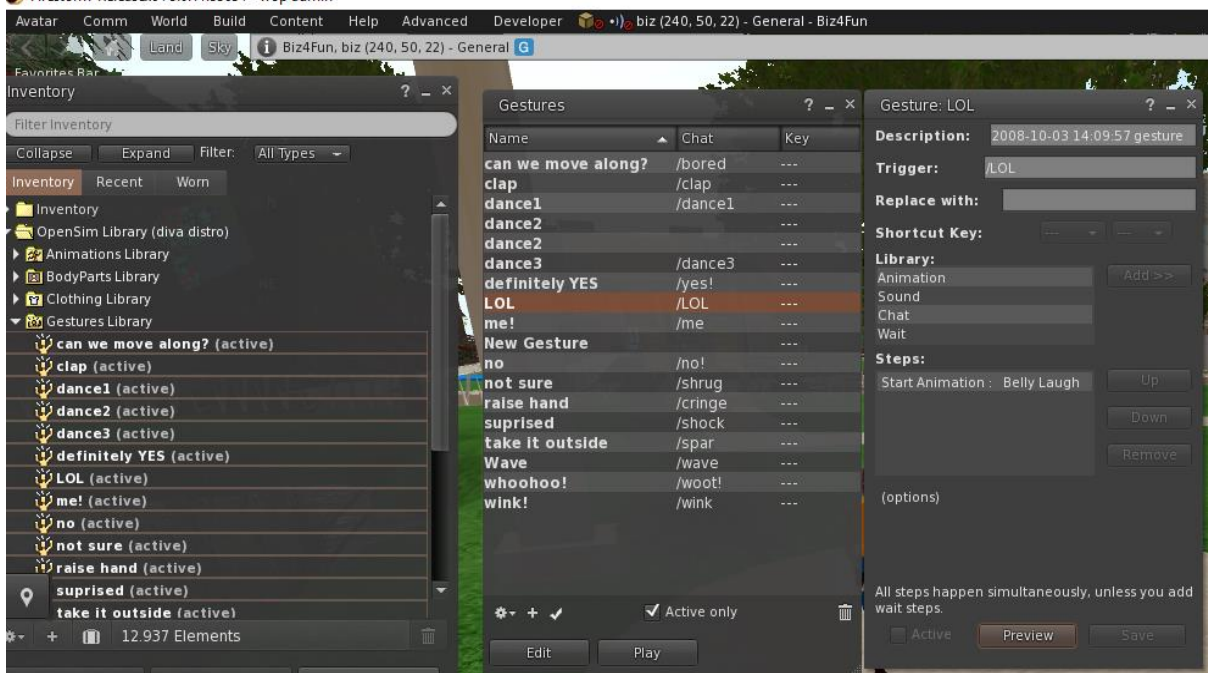 Avatar Comm World Build Content Help Advanced Developer biz (240, 50, 22) - General - Biz4Fun
Land Sky Biz4Fun, biz (240, 50, 22) - General G
Favorites Bar
Inventory ? _ ×
Filter Inventory
Collapse Expand Filter: All Types
Inventory Recent Worn
Inventory
OpenSim Library (diva distro)
Animations Library
BodyParts Library
Clothing Library
Gestures Library
can we move along? (active)
clap (active)
dance1 (active)
dance2 (active)
dance3 (active)
definitely YES (active)
LOL (active)
me! (active)
no (active)
not sure (active)
raise hand (active)
suprised (active)
take it outside (active)
12.937 Elements
Gestures ? _ ×
Name Chat Key
can we move along? /bored ---
clap /clap ---
dance1 /dance1 ---
dance2 ---
dance2 ---
dance3 /dance3 ---
definitely YES /yes! ---
LOL /LOL ---
me! /me ---
New Gesture ---
no /no! ---
not sure /shrug ---
raise hand /cringe ---
suprised /shock ---
take it outside /spar ---
Wave /wave ---
whoohoo! /woot! ---
wink! /wink ---
Active only
Edit Play
Gesture: LOL ? _ ×
Description: 2008-10-03 14:09:57 gesture
Trigger: /LOL
Replace with:
Shortcut Key: --- ---
Library:
Animation Add >>
Sound
Chat
Wait
Steps:
Start Animation : Belly Laugh Up
Down
Remove
(options)
All steps happen simultaneously, unless you add
wait steps.
Active Preview Save